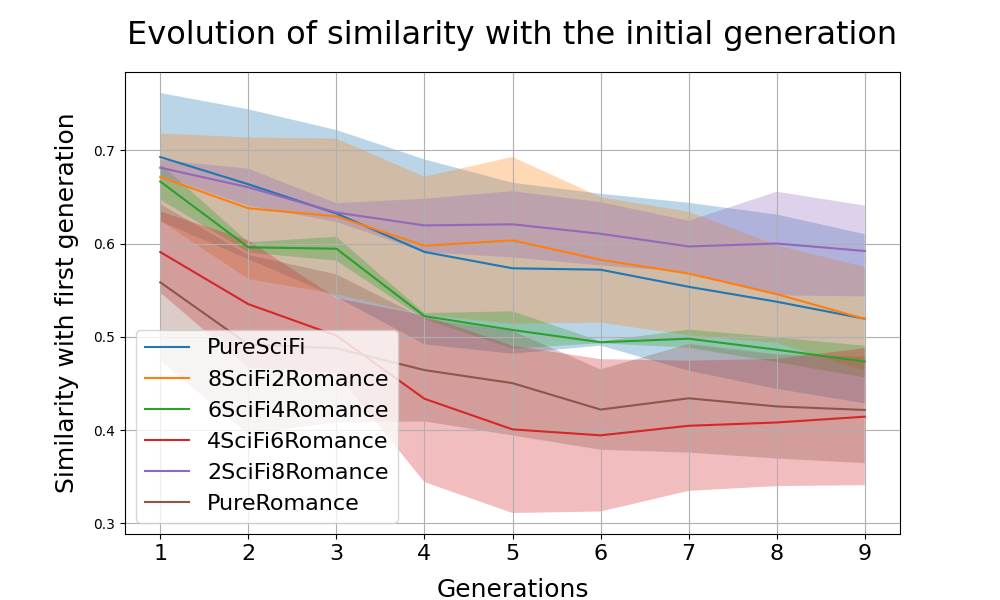 Evolution of similarity with the initial generation
Similarity with first generation
0.7
0.6
0.5
0.4
0.3
PureSciFi
8SciFi2Romance
6SciFi4Romance
4SciFi6Romance
2SciFi8Romance
PureRomance
1 2 3 4 5 6 7 8 9
Generations